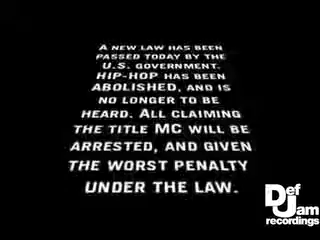 A NEW LAW HAS BEEN
PASSED TODAY BY THE
U.S. GOVERNMENT.
HIP-HOP HAS BEEN
ABOLISHED, AND IS
NO LONGER TO BE
HEARD. ALL CLAIMING
THE TITLE MC WILL BE
ARRESTED, AND GIVEN
THE WORST PENALTY
UNDER THE LAW.
Def
Jam
recordings